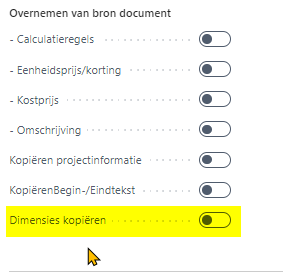 Overnemen van bron document
- Calculatieregels
- Eenheidsprijs/korting
- Kostprijs
- Omschrijving
Kopiëren projectinformatie
KopiërenBegin-/Eindtekst
Dimensies kopiëren